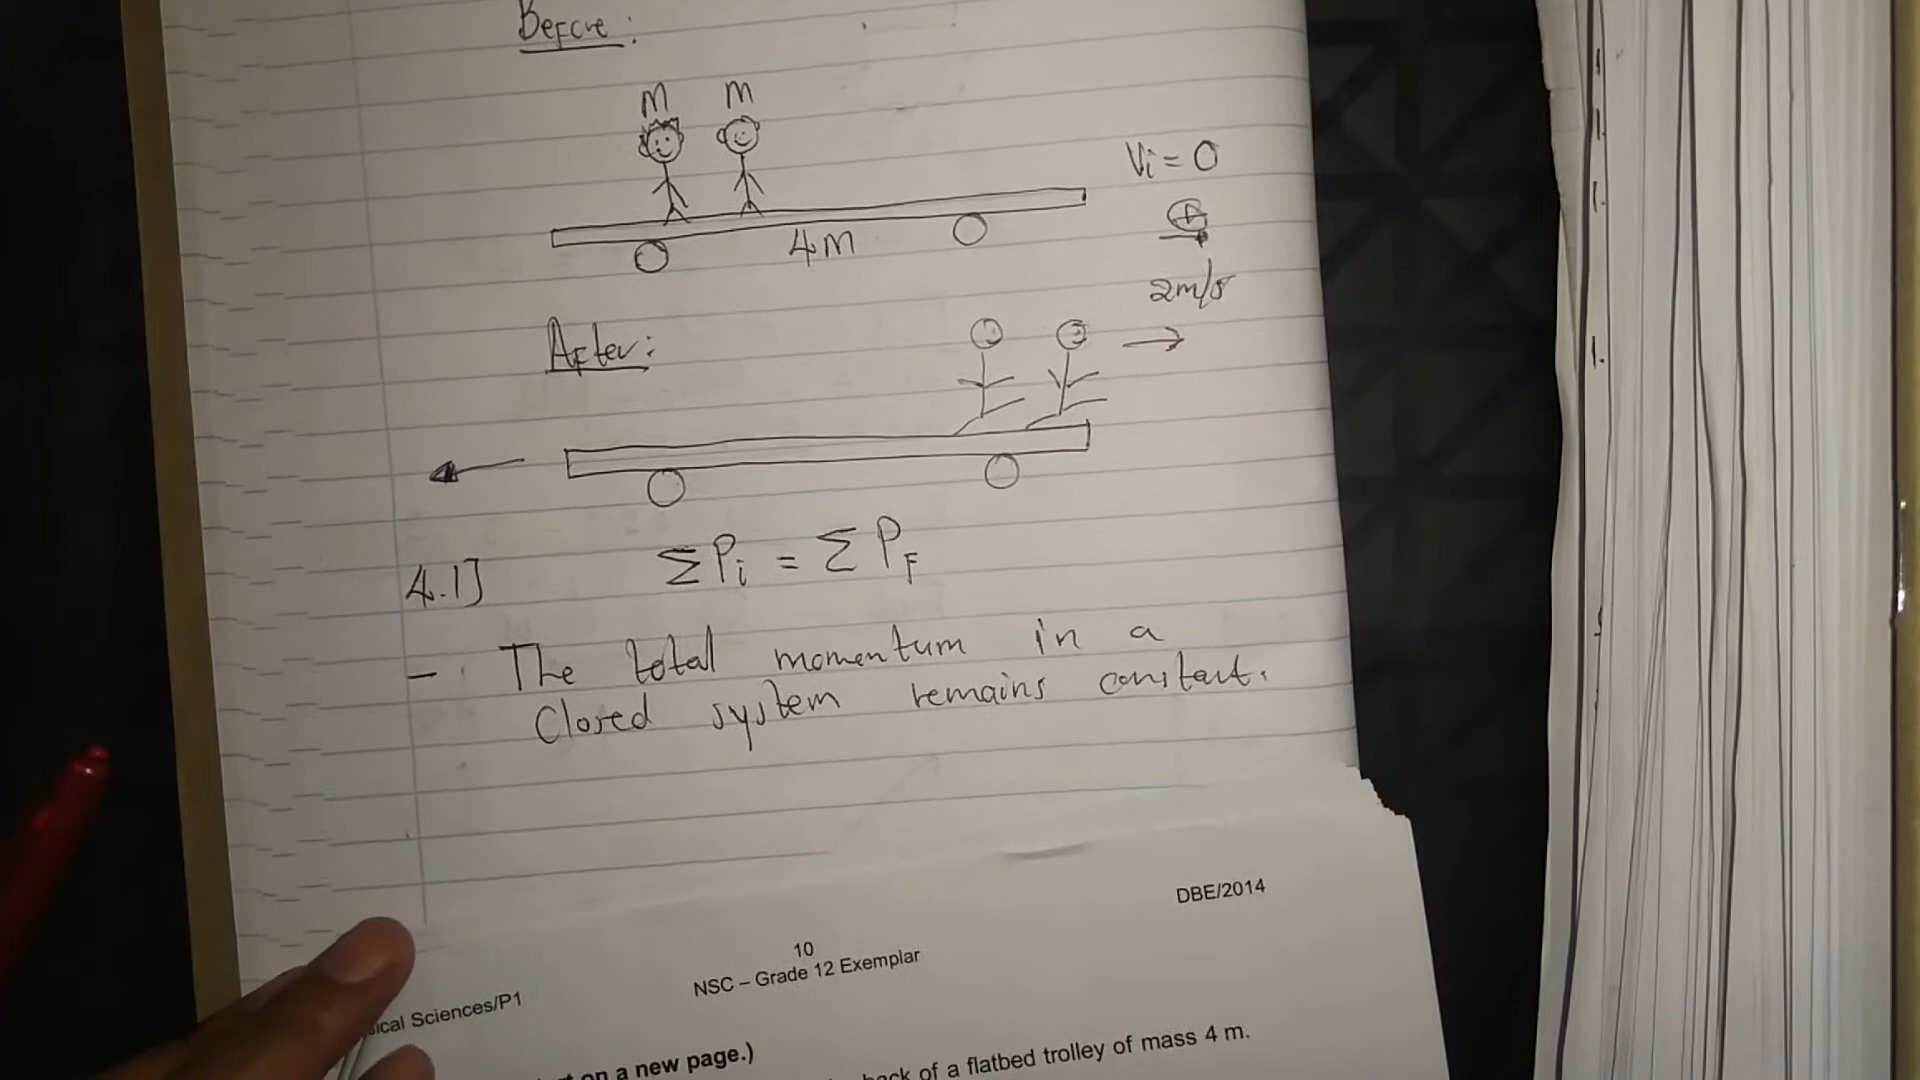 Before:
m m
Vi = 0
4m
⊕
2m/s
After:
4.1] ΣPi = ΣPF
- The total momentum in a
Closed system remains constant.
DBE/2014
10
NSC – Grade 12 Exemplar
Sciences/P1
on a new page.)
of a flatbed trolley of mass 4 m.